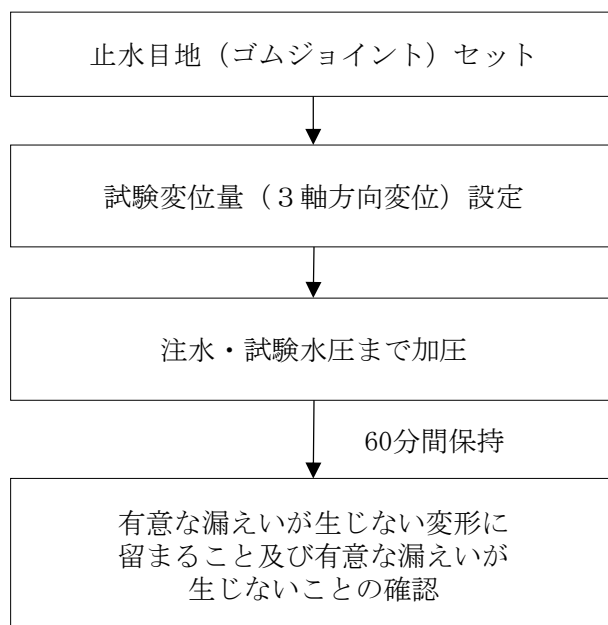 止水目地（ゴムジョイント）セット
試験変位量（３軸方向変位）設定
注水・試験水圧まで加圧
60分間保持
有意な漏えいが生じない変形に
留まること及び有意な漏えいが
生じないことの確認